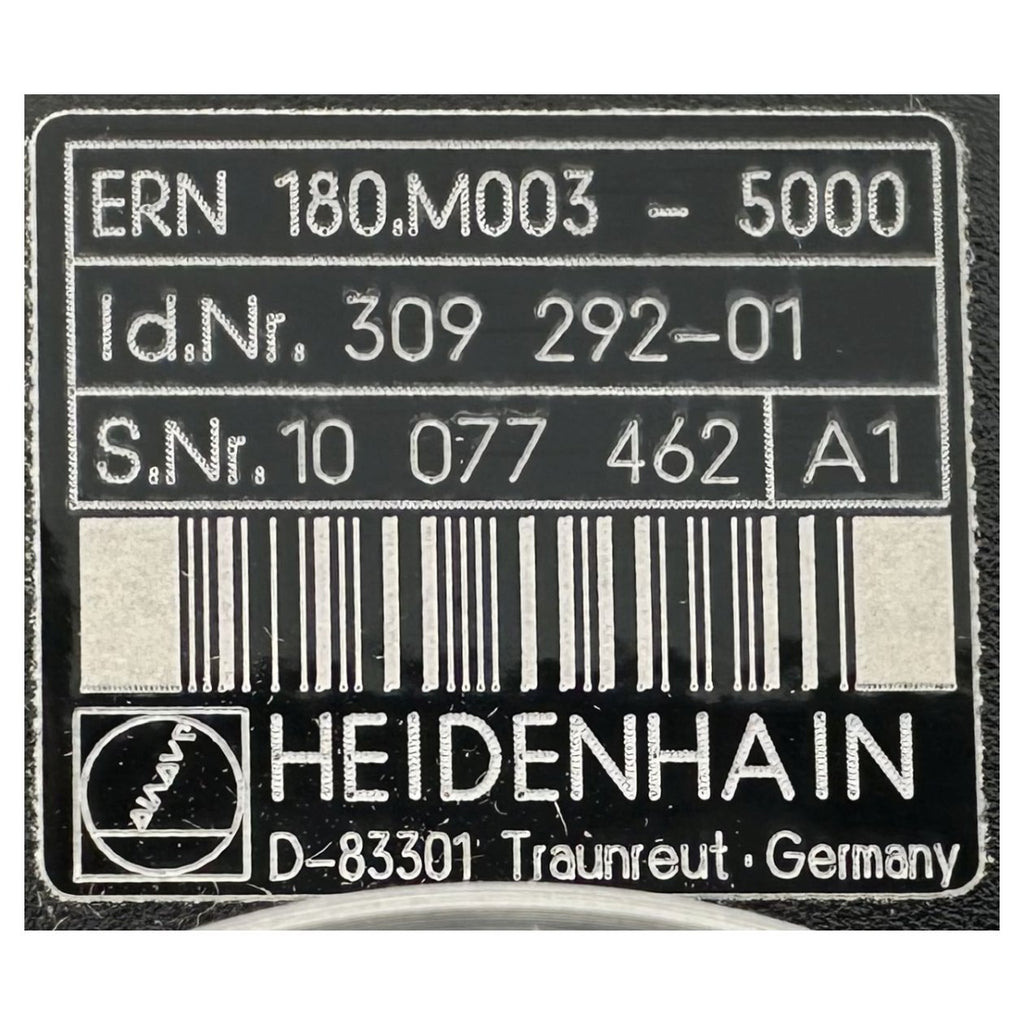 ERN 180.M003 - 5000
Id.Nr. 309 292-01
S.Nr. 10 077 462 A1
HEIDENHAIN
D-83301 Traunreut · Germany